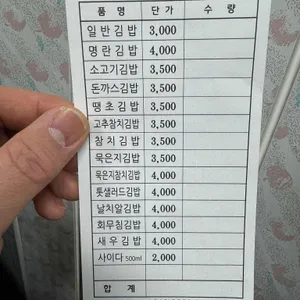 품 명 단 가 수 량
일반김밥 3,000
명란김밥 4,000
소고기김밥 3,500
돈까스김밥 3,500
땡초김밥 3,500
고추참치김밥 3,500
참치김밥 3,500
묵은지김밥 3,500
묵은지참치김밥 4,000
톳샐러드김밥 4,000
날치알김밥 4,000
회무침김밥 4,000
새우김밥 4,000
사이다 500ml 2,000
합 계